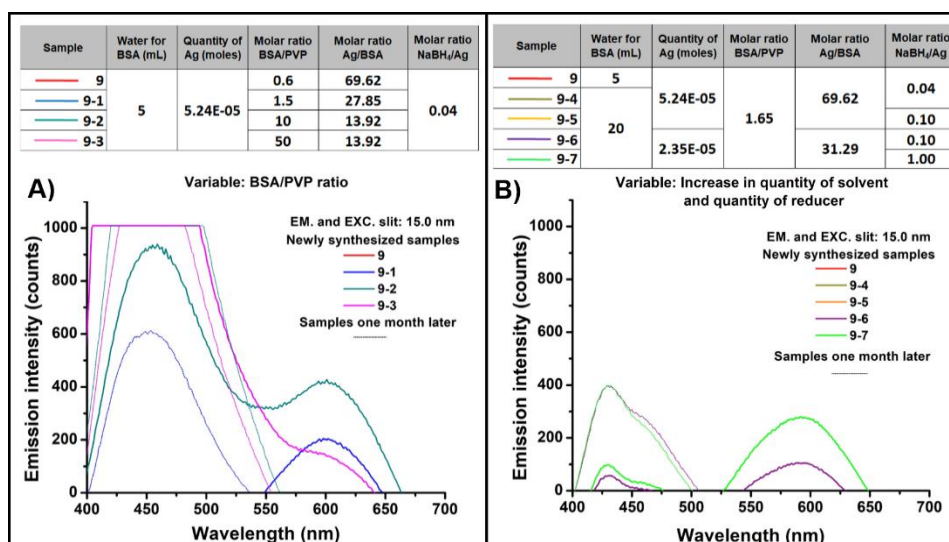 Sample Water for BSA (mL) Quantity of Ag (moles) Molar ratio BSA/PVP Molar ratio Ag/BSA Molar ratio NaBH₄/Ag
9 5 5.24E-05 0.6 69.62 0.04
9-1 1.5 27.85
9-2 10 13.92
9-3 50 13.92
A) Variable: BSA/PVP ratio
EM. and EXC. slit: 15.0 nm
Newly synthesized samples
9
9-1
9-2
9-3
Samples one month later
Emission intensity (counts)
1000
800
600
400
200
0
400 450 500 550 600 650 700
Wavelength (nm)
Sample Water for BSA (mL) Quantity of Ag (moles) Molar ratio BSA/PVP Molar ratio Ag/BSA Molar ratio NaBH₄/Ag
9 5 5.24E-05 1.65 69.62 0.04
9-4 20
9-5 0.10
9-6 2.35E-05 31.29 0.10
9-7 1.00
B) Variable: Increase in quantity of solvent
and quantity of reducer
EM. and EXC. slit: 15.0 nm
Newly synthesized samples
9
9-4
9-5
9-6
9-7
Samples one month later
Emission intensity (counts)
1000
800
600
400
200
0
400 450 500 550 600 650 700
Wavelength (nm)